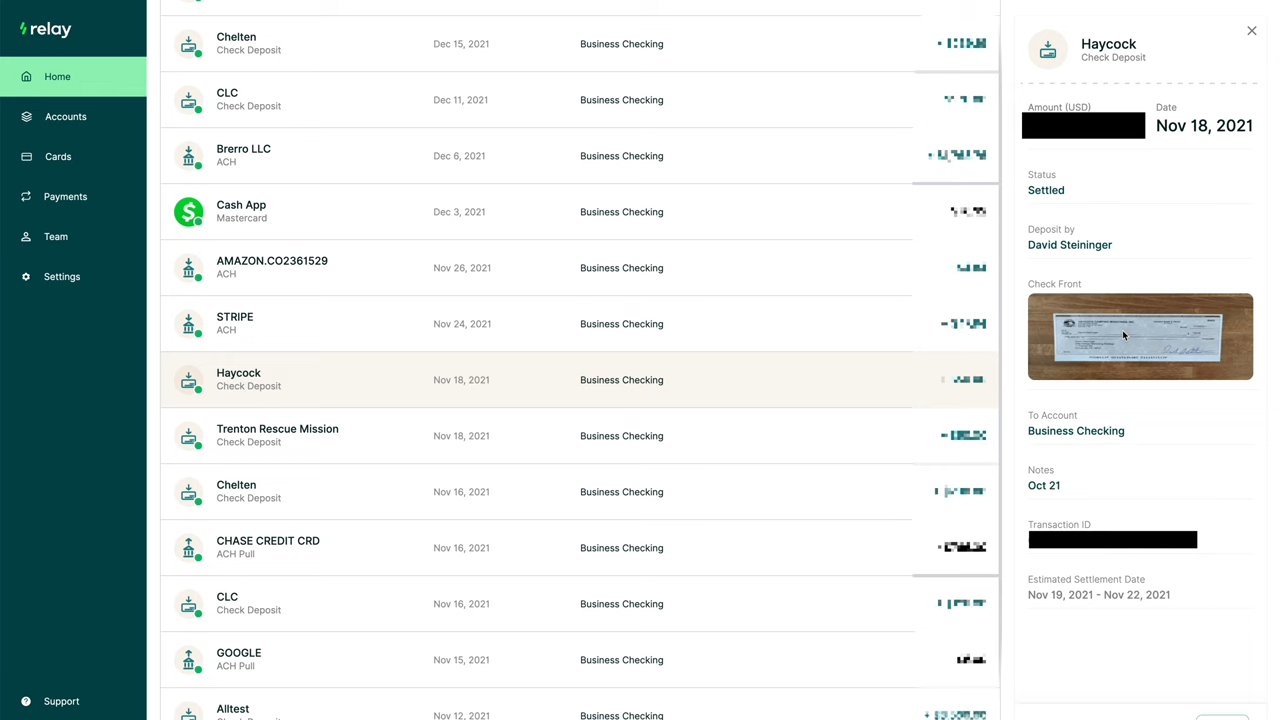 relay
Home
Accounts
Cards
Payments
Team
Settings
Support
Chelten
Check Deposit
Dec 15, 2021
Business Checking
CLC
Check Deposit
Dec 11, 2021
Business Checking
Brerro LLC
ACH
Dec 6, 2021
Business Checking
Cash App
Mastercard
Dec 3, 2021
Business Checking
AMAZON.CO2361529
ACH
Nov 26, 2021
Business Checking
STRIPE
ACH
Nov 24, 2021
Business Checking
Haycock
Check Deposit
Nov 18, 2021
Business Checking
Trenton Rescue Mission
Check Deposit
Nov 18, 2021
Business Checking
Chelten
Check Deposit
Nov 16, 2021
Business Checking
CHASE CREDIT CRD
ACH Pull
Nov 16, 2021
Business Checking
CLC
Check Deposit
Nov 16, 2021
Business Checking
GOOGLE
ACH Pull
Nov 15, 2021
Business Checking
Alltest
Nov 12, 2021
Business Checking
Haycock
Check Deposit
Amount (USD)
Date
Nov 18, 2021
Status
Settled
Deposit by
David Steininger
Check Front
To Account
Business Checking
Notes
Oct 21
Transaction ID
Estimated Settlement Date
Nov 19, 2021 - Nov 22, 2021